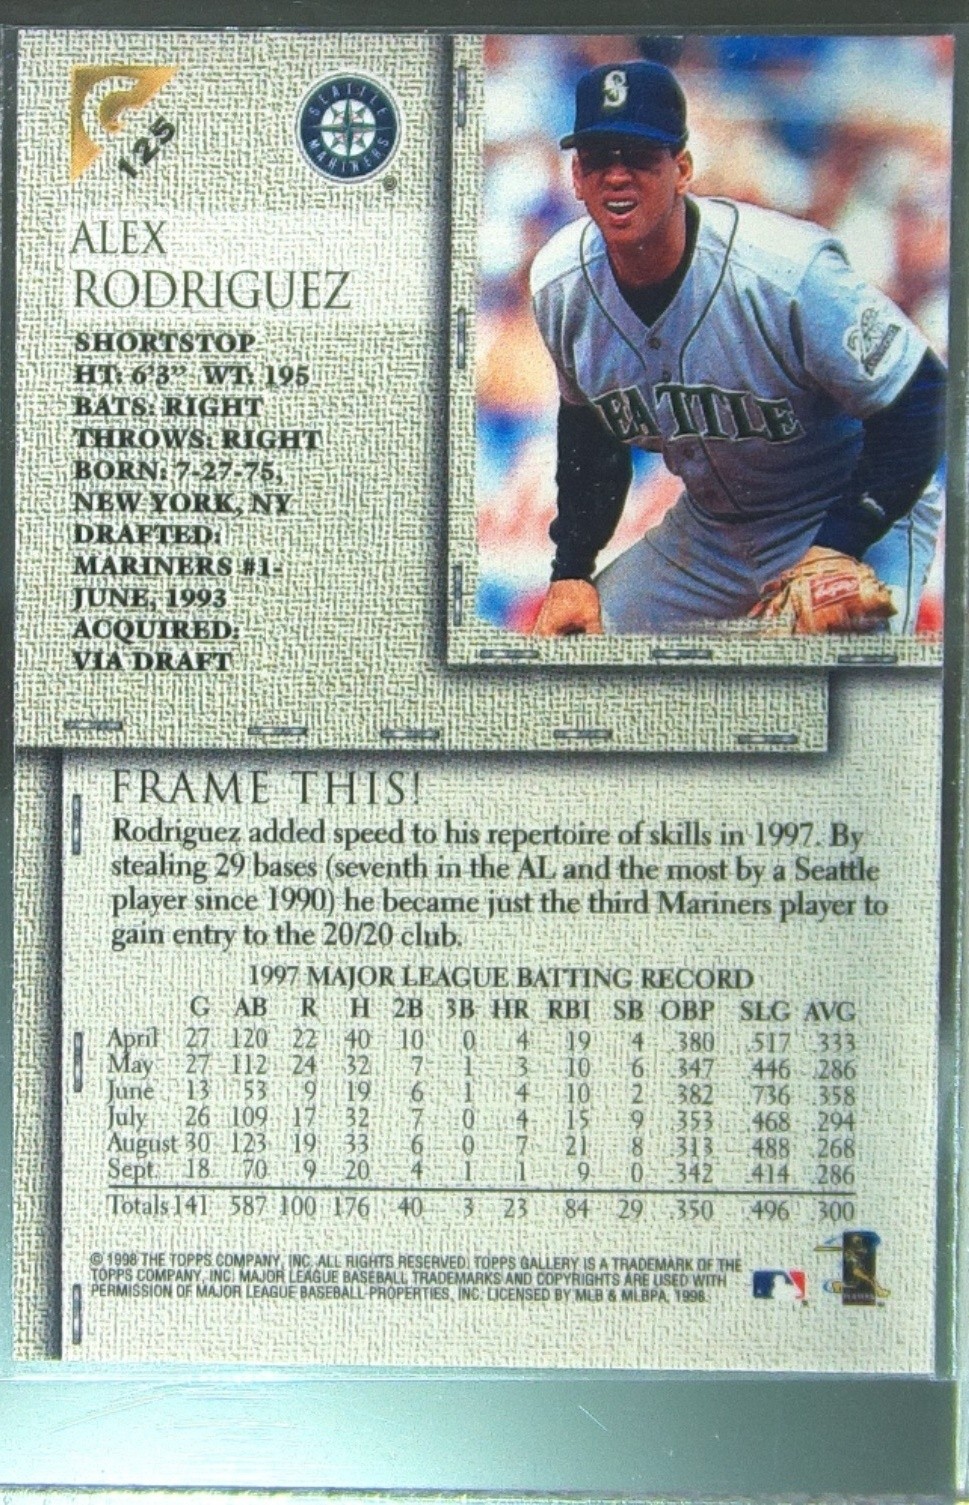 125
SEATTLE
MARINERS
ALEX
RODRIGUEZ
SHORTSTOP
HT: 6'3" WT: 195
BATS: RIGHT
THROWS: RIGHT
BORN: 7-27-75,
NEW YORK, NY
DRAFTED:
MARINERS #1-
JUNE, 1993
ACQUIRED:
VIA DRAFT
S
SEATTLE
FRAME THIS!
Rodriguez added speed to his repertoire of skills in 1997. By
stealing 29 bases (seventh in the AL and the most by a Seattle
player since 1990) he became just the third Mariners player to
gain entry to the 20/20 club.
1997 MAJOR LEAGUE BATTING RECORD
G AB R H 2B 3B HR RBI SB OBP SLG AVG
April 27 120 22 40 10 0 4 19 4 .380 .517 .333
May 27 112 24 32 7 1 3 10 6 .347 .446 .286
June 13 53 9 19 6 1 4 10 2 .382 .736 .358
July 26 109 17 32 7 0 4 15 9 .353 .468 .294
August 30 123 19 33 6 0 7 21 8 .313 .488 .268
Sept. 18 70 9 20 4 1 1 9 0 .342 .414 .286
Totals 141 587 100 176 40 3 23 84 29 .350 .496 .300
© 1998 THE TOPPS COMPANY, INC. ALL RIGHTS RESERVED. TOPPS GALLERY IS A TRADEMARK OF THE
TOPPS COMPANY, INC. MAJOR LEAGUE BASEBALL TRADEMARKS AND COPYRIGHTS ARE USED WITH
PERMISSION OF MAJOR LEAGUE BASEBALL PROPERTIES, INC. LICENSED BY MLB & MLBPA, 1998.
PLAYERS